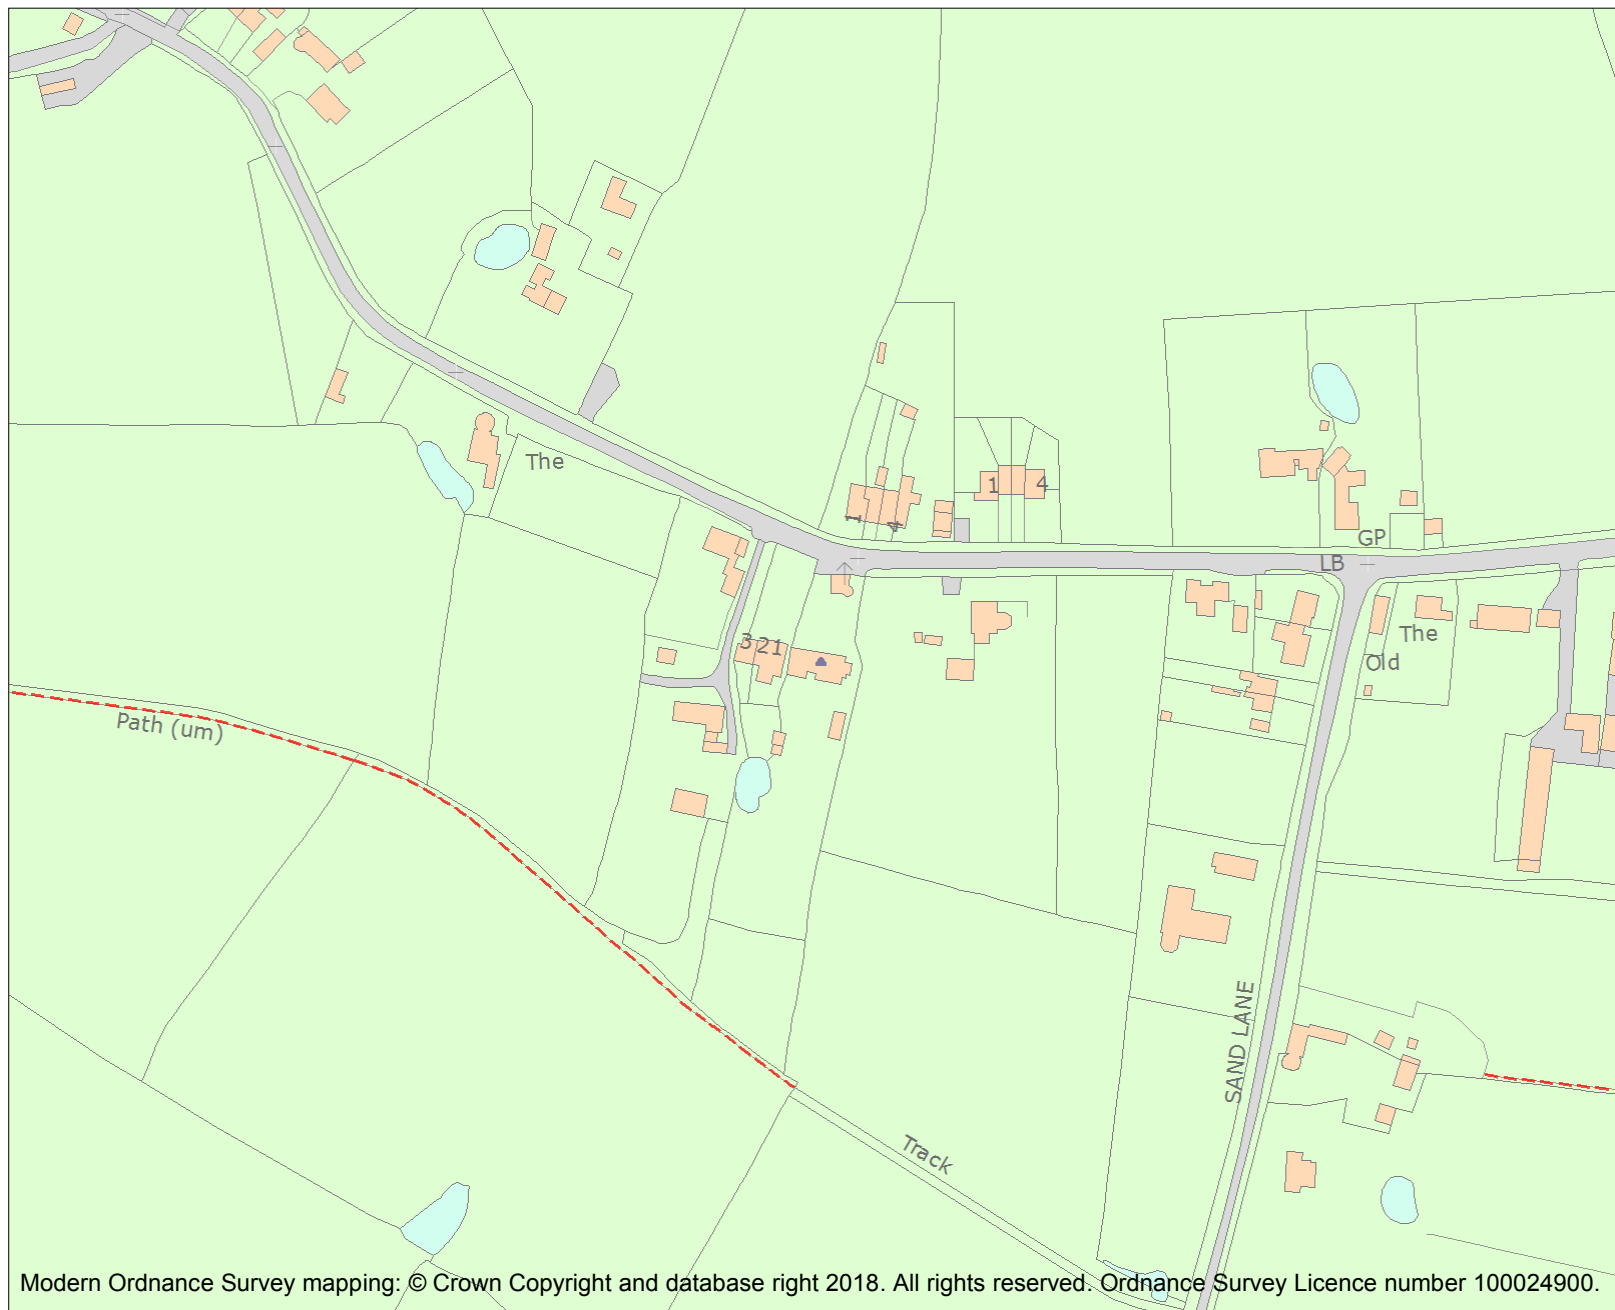 The
1
4
1
4
GP
LB
3
2
1
The
Old
Path (um)
SAND LANE
Track
Modern Ordnance Survey mapping: © Crown Copyright and database right 2018. All rights reserved. Ordnance Survey Licence number 100024900.